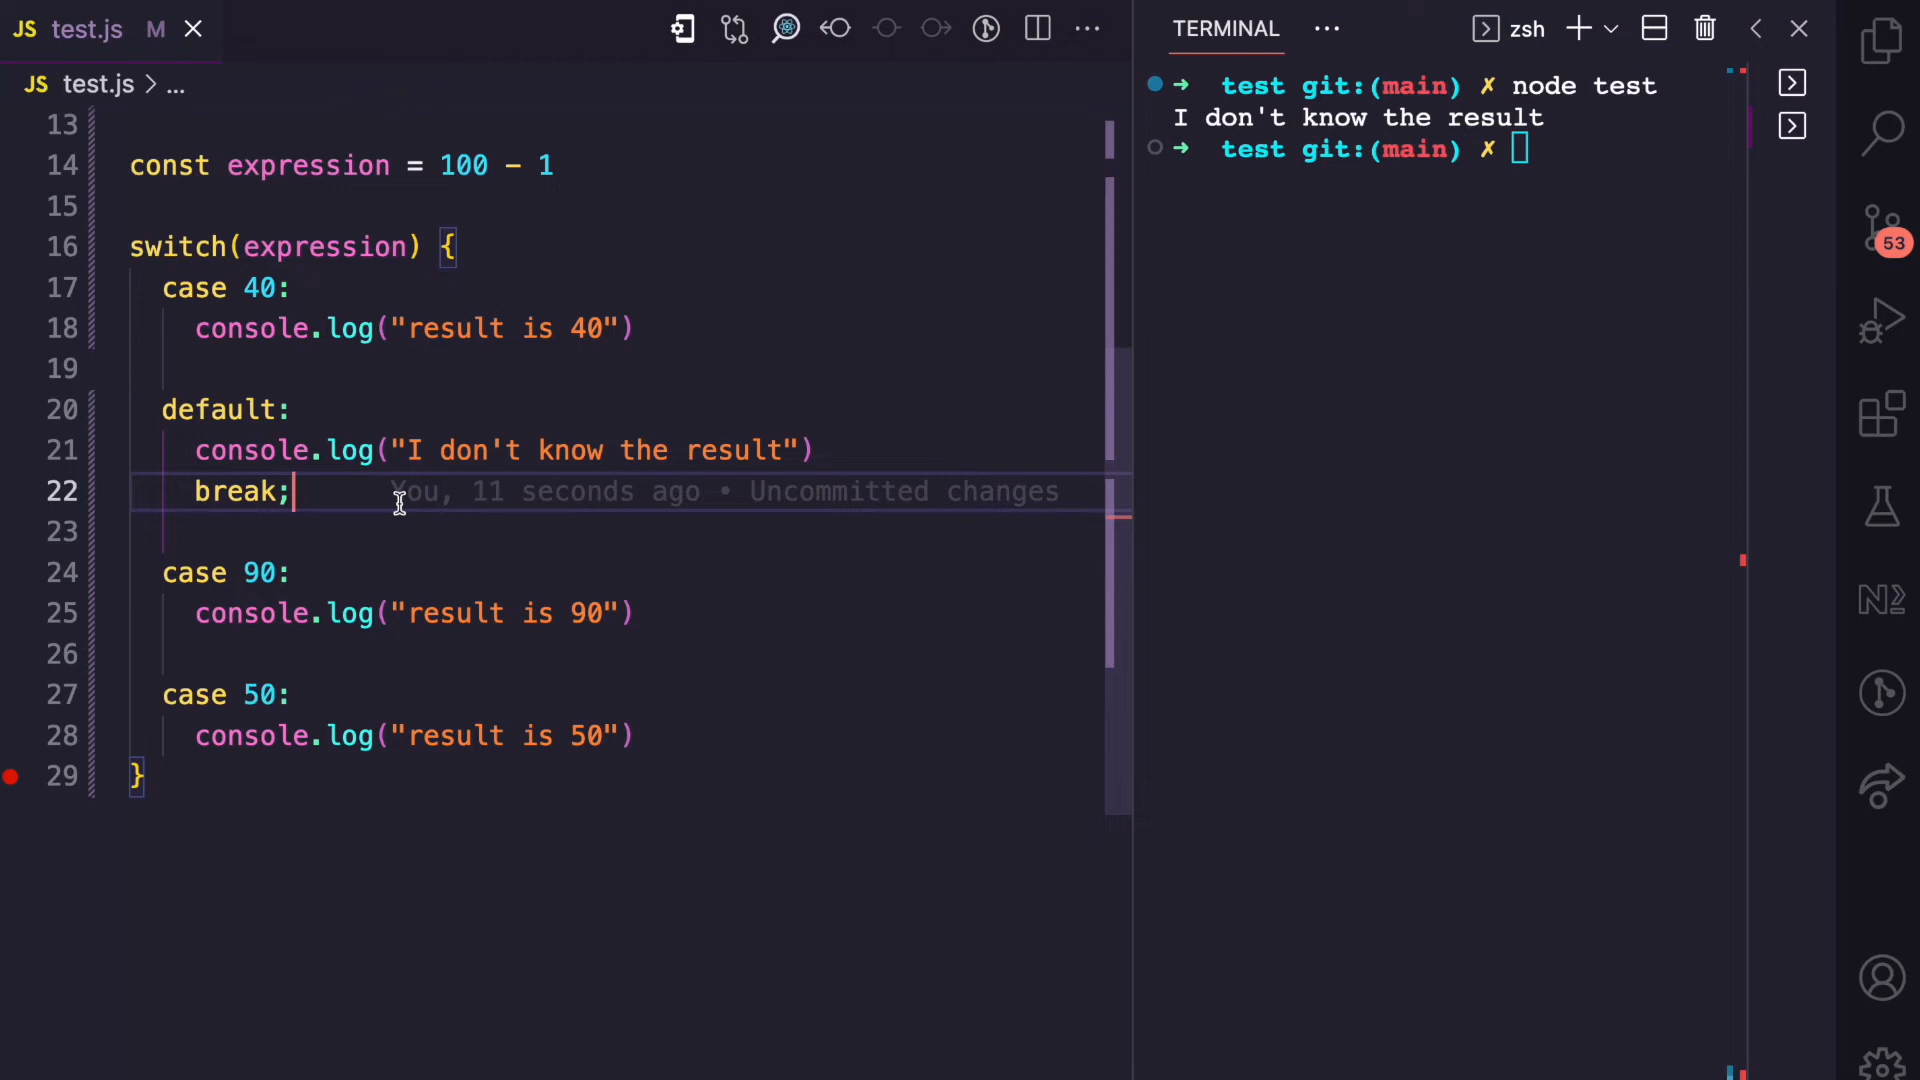 JS test.js M
JS test.js > ...
13
14 const expression = 100 - 1
15
16 switch(expression) {
17 case 40:
18 console.log("result is 40")
19
20 default:
21 console.log("I don't know the result")
22 break; You, 11 seconds ago • Uncommitted changes
23
24 case 90:
25 console.log("result is 90")
26
27 case 50:
28 console.log("result is 50")
29 }
TERMINAL ... zsh
➜ test git:(main) ✗ node test
I don't know the result
➜ test git:(main) ✗
53